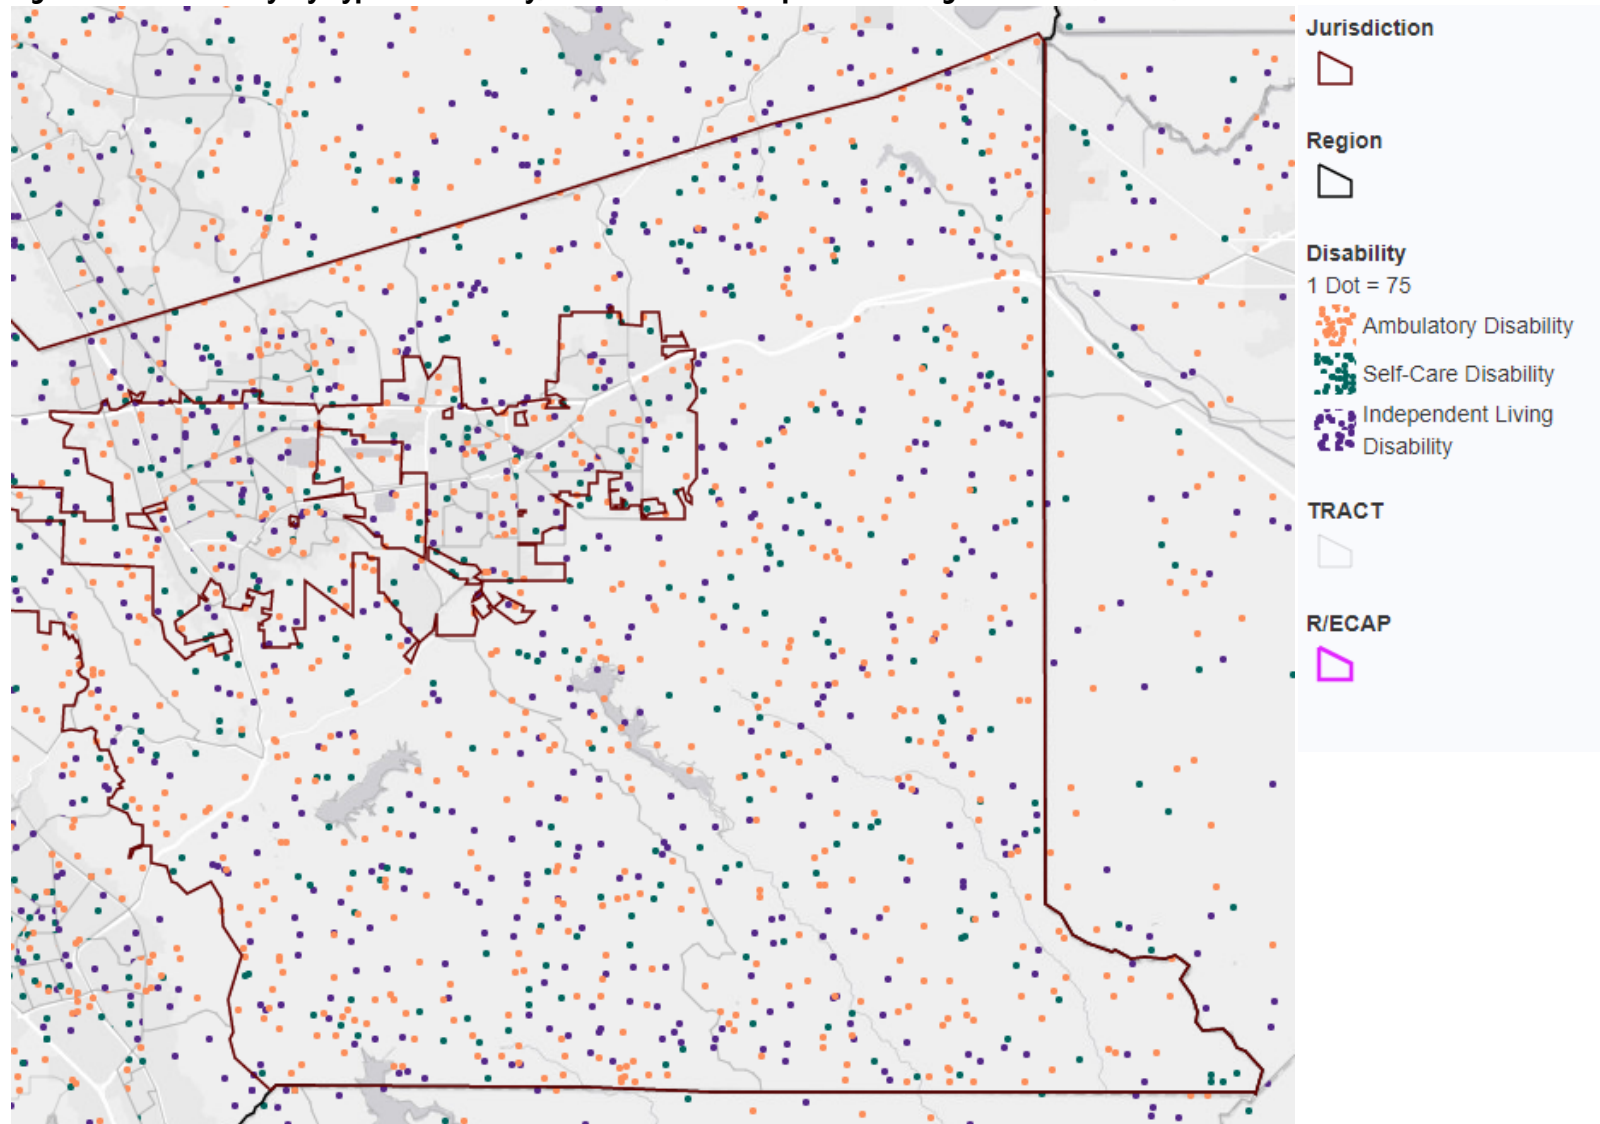 Jurisdiction
Region
Disability
1 Dot = 75
Ambulatory Disability
Self-Care Disability
Independent Living
Disability
TRACT
R/ECAP